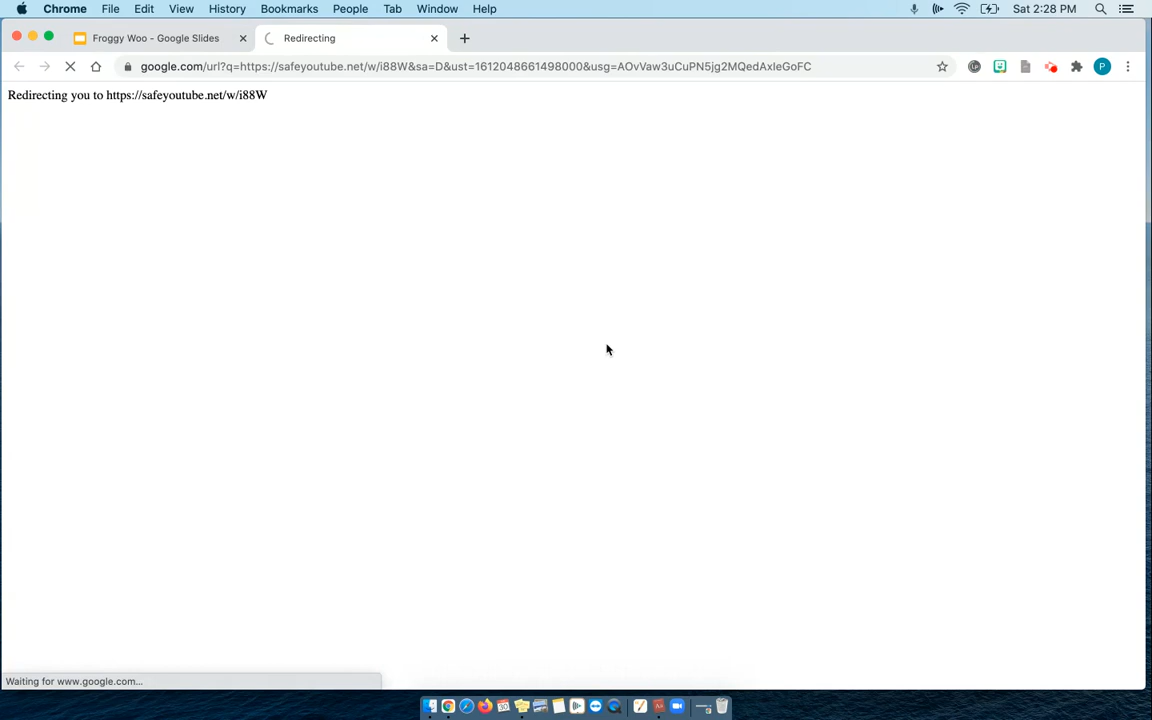 Chrome File Edit View History Bookmarks People Tab Window Help Sat 2:28 PM
Froggy Woo - Google Slides Redirecting
google.com/url?q=https://safeyoutube.net/w/i88W&sa=D&ust=1612048661498000&usg=AOvVaw3uCuPN5jg2MQedAxIeGoFC P
Redirecting you to https://safeyoutube.net/w/i88W
Waiting for www.google.com...
30